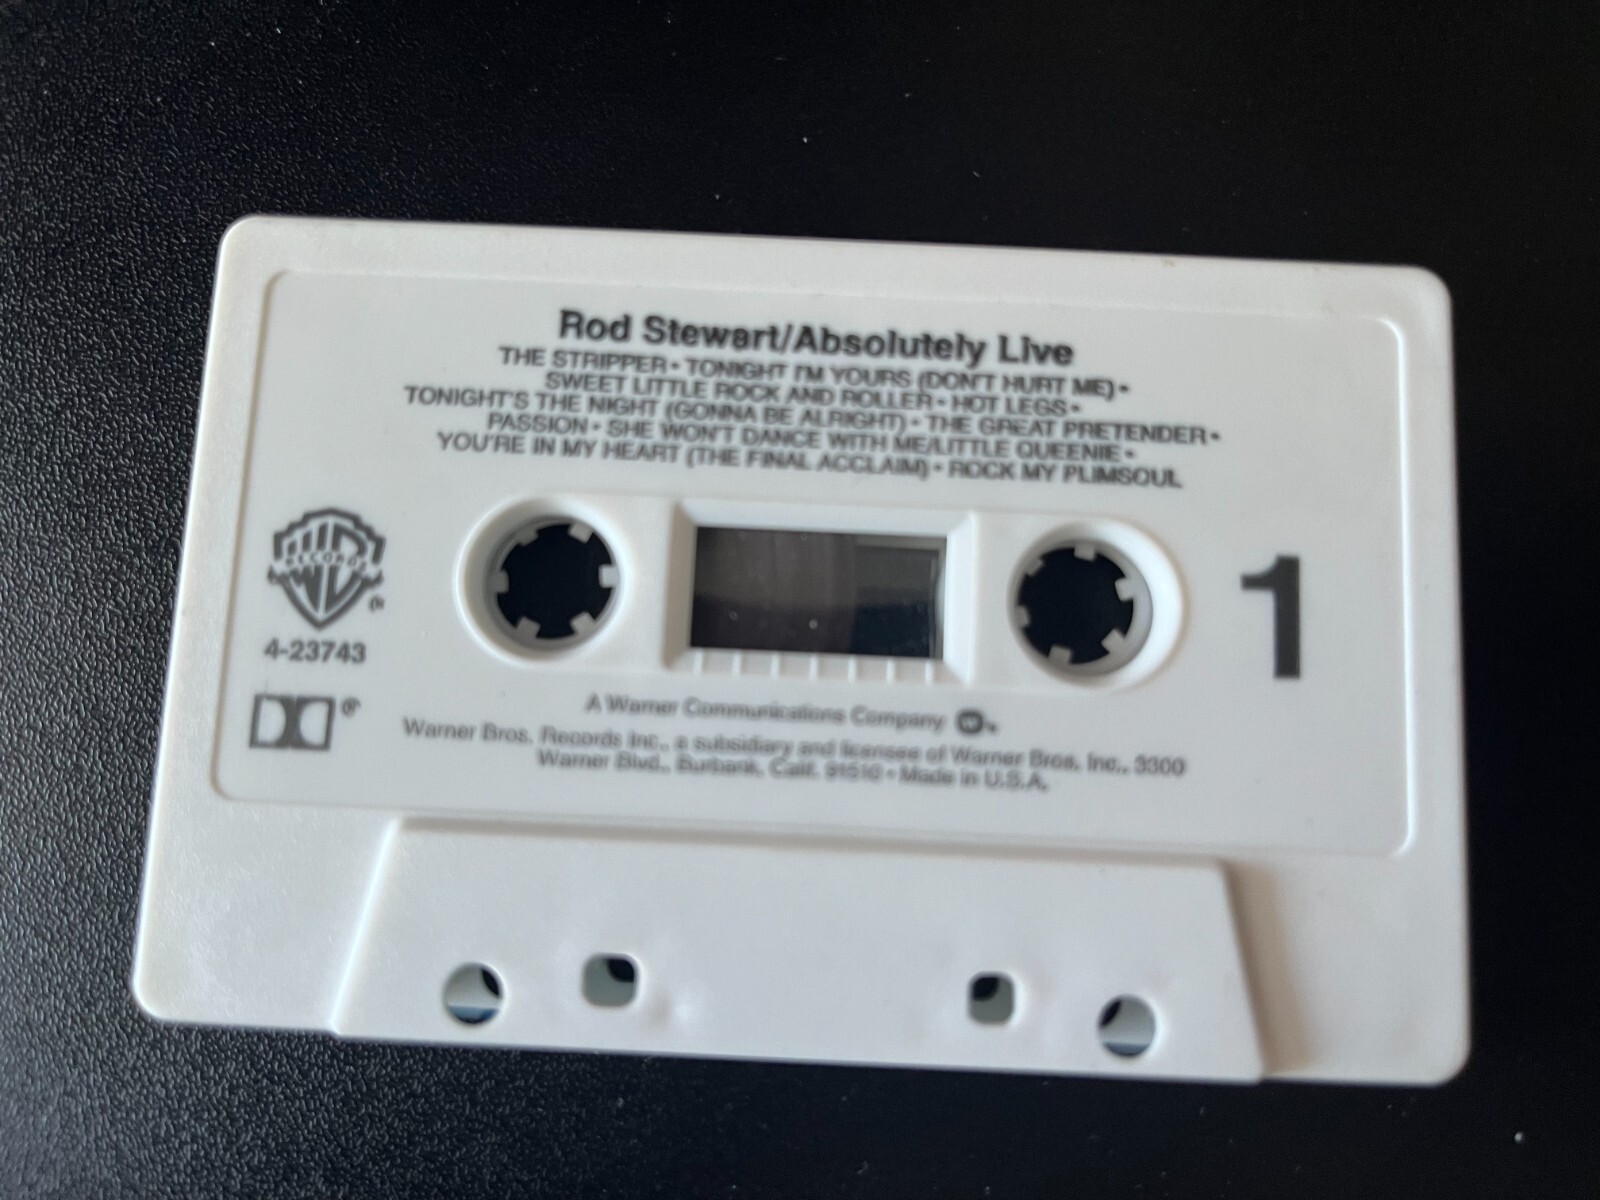 Rod Stewart/Absolutely Live
THE STRIPPER • TONIGHT I'M YOURS (DON'T HURT ME) •
SWEET LITTLE ROCK AND ROLLER • HOT LEGS •
TONIGHT'S THE NIGHT (GONNA BE ALRIGHT) • THE GREAT PRETENDER •
PASSION • SHE WON'T DANCE WITH ME/LITTLE QUEENIE •
YOU'RE IN MY HEART (THE FINAL ACCLAIM) • ROCK MY PLIMSOUL
WB
RECORDS
®
4-23743
®
1
A Warner Communications Company
Warner Bros. Records Inc., a subsidiary and licensee of Warner Bros. Inc., 3300
Warner Blvd., Burbank, Calif. 91510 • Made in U.S.A.